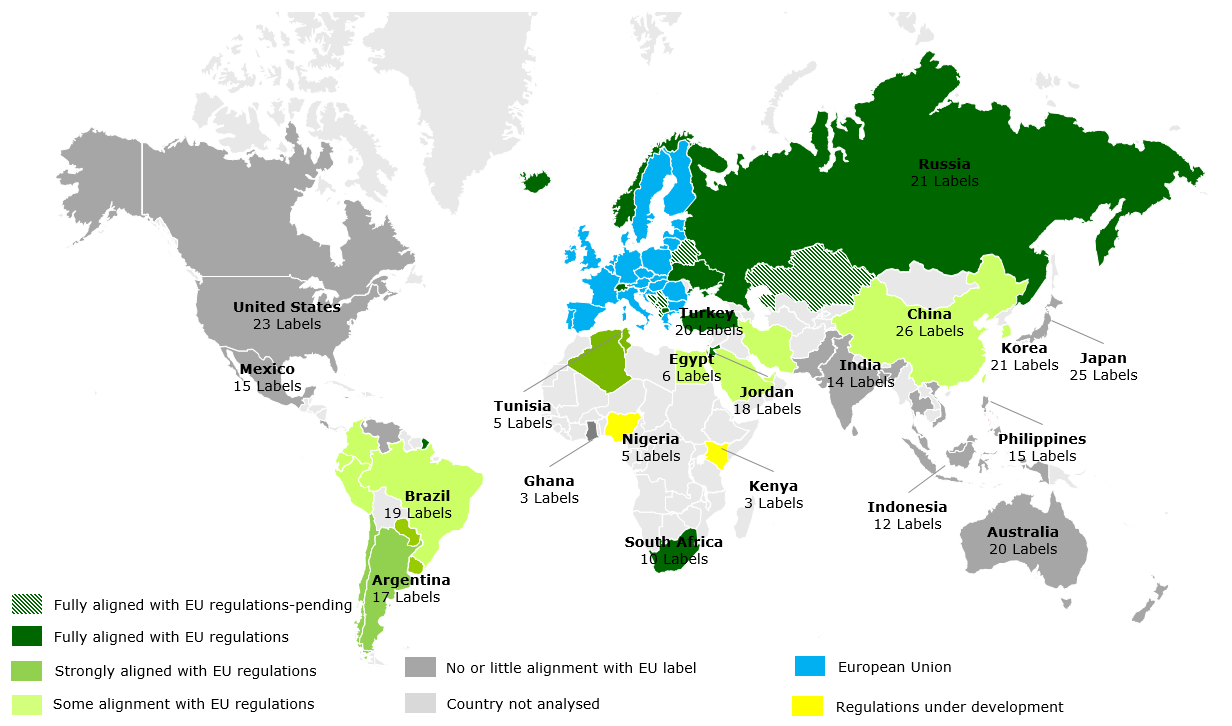 Russia
21 Labels
United States
23 Labels
Turkey
20 Labels
China
26 Labels
Korea
21 Labels
Japan
25 Labels
Mexico
15 Labels
Egypt
6 Labels
India
14 Labels
Jordan
18 Labels
Tunisia
5 Labels
Nigeria
5 Labels
Philippines
15 Labels
Ghana
3 Labels
Kenya
3 Labels
Brazil
19 Labels
Indonesia
12 Labels
South Africa
10 Labels
Australia
20 Labels
Argentina
17 Labels
Fully aligned with EU regulations-pending
Fully aligned with EU regulations
Strongly aligned with EU regulations
Some alignment with EU regulations
No or little alignment with EU label
Country not analysed
European Union
Regulations under development